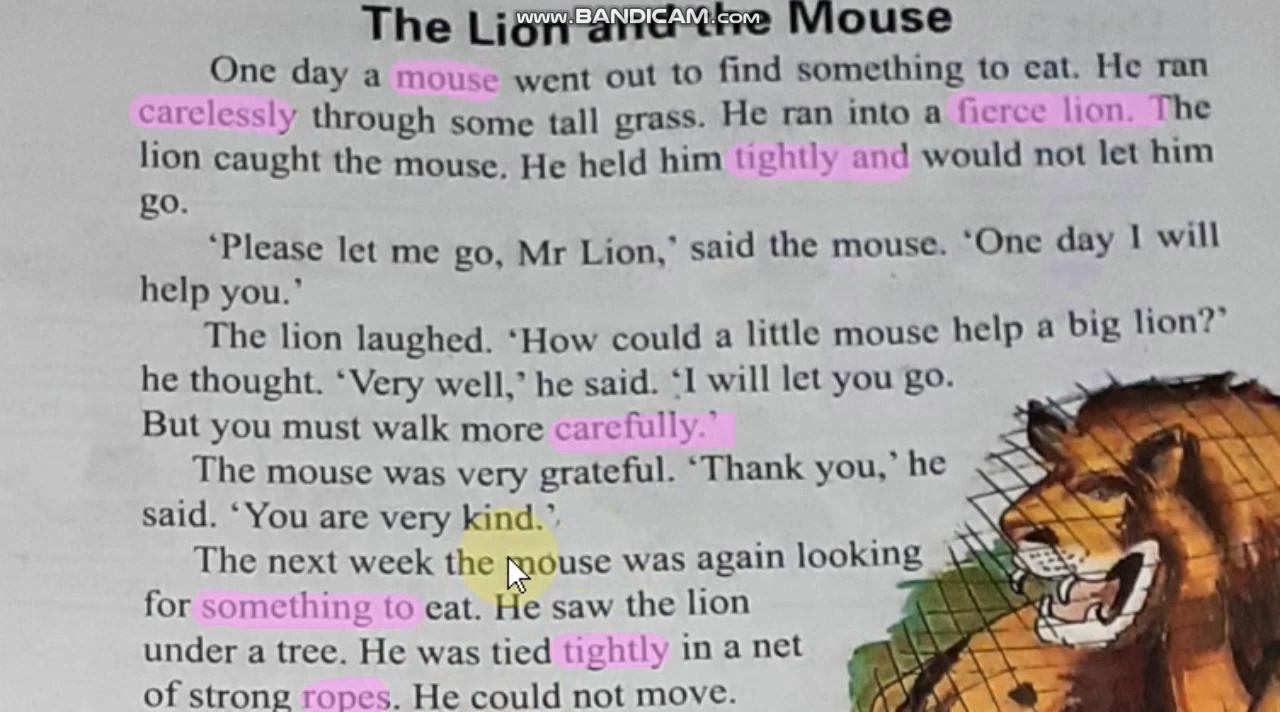 www.BANDICAM.com
The Lion and the Mouse
One day a mouse went out to find something to eat. He ran
carelessly through some tall grass. He ran into a fierce lion. The
lion caught the mouse. He held him tightly and would not let him
go.
‘Please let me go, Mr Lion,’ said the mouse. ‘One day I will
help you.’
The lion laughed. ‘How could a little mouse help a big lion?’
he thought. ‘Very well,’ he said. ‘I will let you go.
But you must walk more carefully.’
The mouse was very grateful. ‘Thank you,’ he
said. ‘You are very kind.’
The next week the mouse was again looking
for something to eat. He saw the lion
under a tree. He was tied tightly in a net
of strong ropes. He could not move.